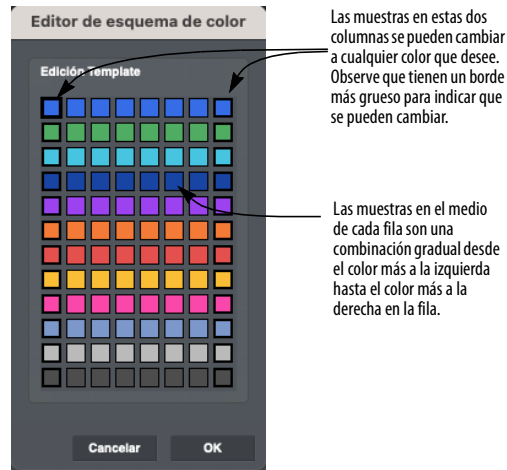 Editor de esquema de color
Edición Template
Cancelar
OK
Las muestras en estas dos
columnas se pueden cambiar
a cualquier color que desee.
Observe que tienen un borde
más grueso para indicar que
se pueden cambiar.
Las muestras en el medio
de cada fila son una
combinación gradual desde
el color más a la izquierda
hasta el color más a la
derecha en la fila.